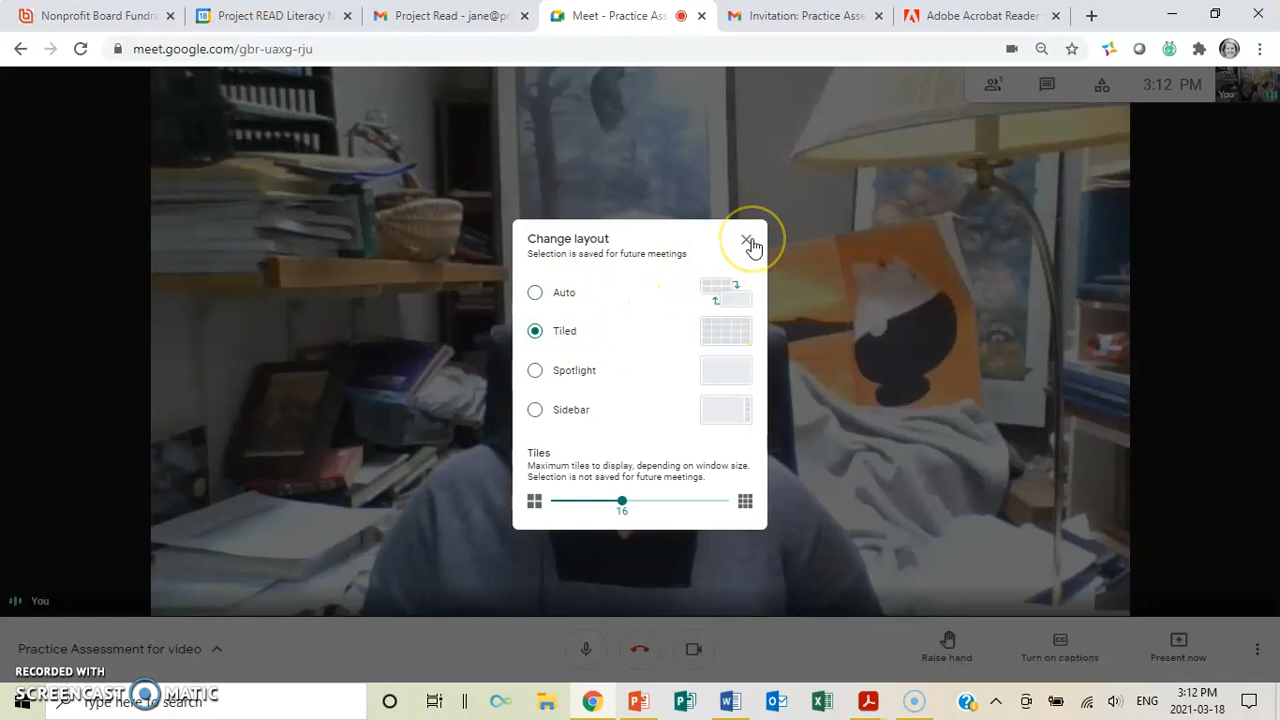 Nonprofit Board Fundra
Project READ Literacy N
Project Read - jane@pr
Meet - Practice Ass
Invitation: Practice Asse
Adobe Acrobat Reader
meet.google.com/gbr-uaxg-rju
1
3:12 PM
You
Change layout
Selection is saved for future meetings
Auto
Tiled
Spotlight
Sidebar
Tiles
Maximum tiles to display, depending on window size.
Selection is not saved for future meetings.
16
You
Practice Assessment for video
Raise hand
Turn on captions
Present now
RECORDED WITH
SCREENCAST MATIC
Type here to search
ENG
3:12 PM
2021-03-18